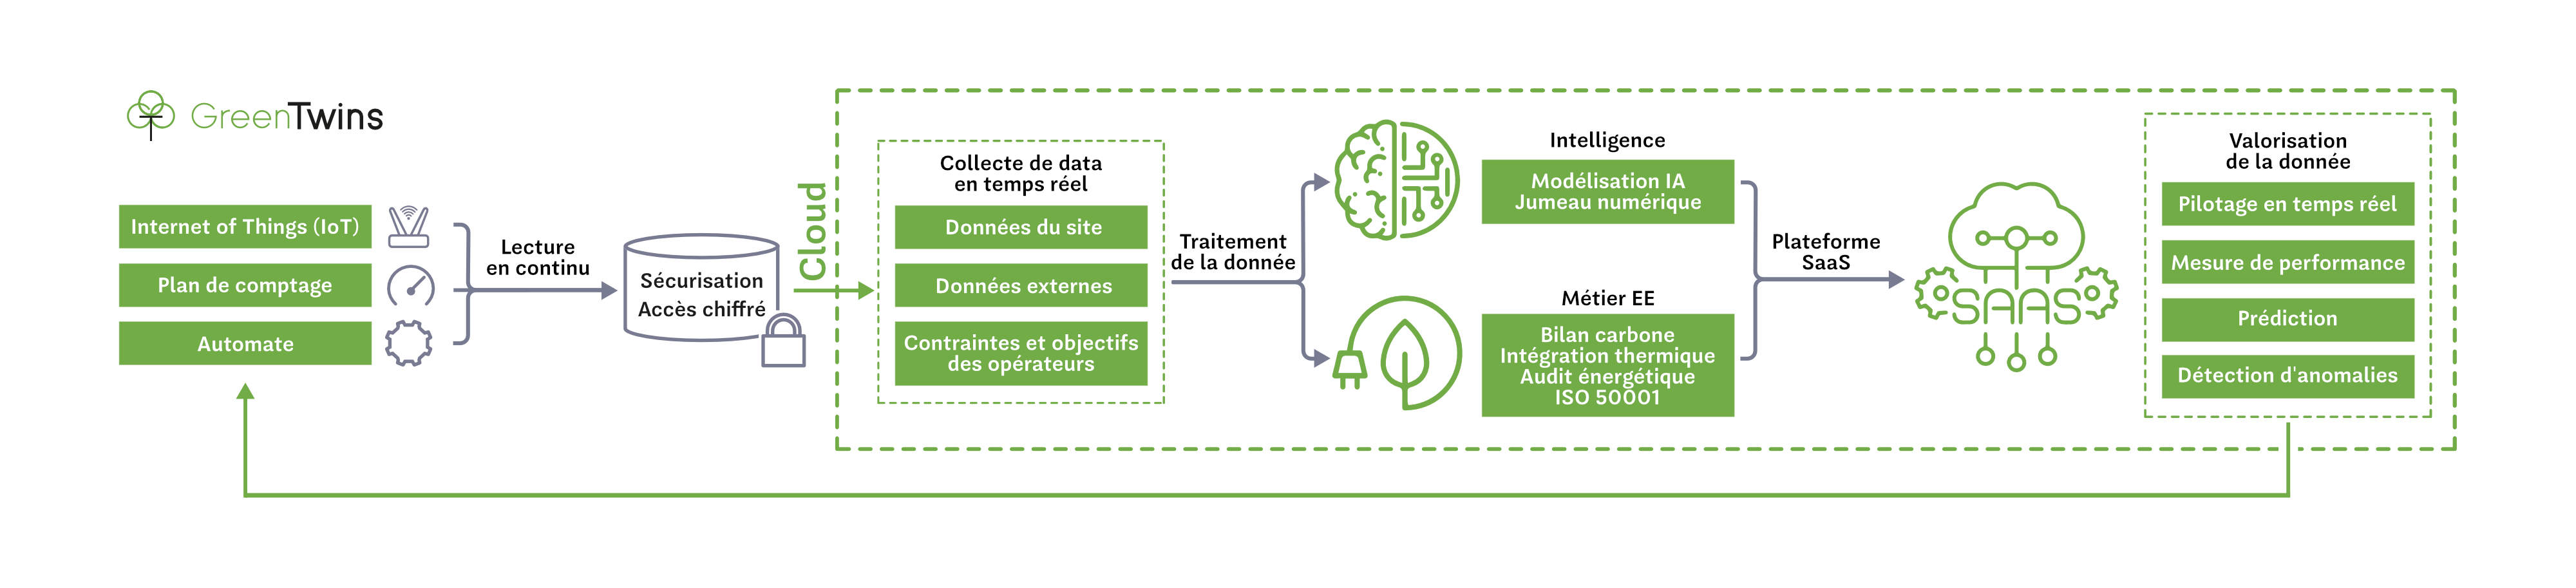 GreenTwins
Internet of Things (IoT)
Plan de comptage
Automate
Lecture
en continu
Sécurisation
Accès chiffré
Cloud
Collecte de data
en temps réel
Données du site
Données externes
Contraintes et objectifs
des opérateurs
Traitement
de la donnée
Intelligence
Modélisation IA
Jumeau numérique
Métier EE
Bilan carbone
Intégration thermique
Audit énergétique
ISO 50001
Plateforme
SaaS
SAAS
Valorisation
de la donnée
Pilotage en temps réel
Mesure de performance
Prédiction
Détection d'anomalies